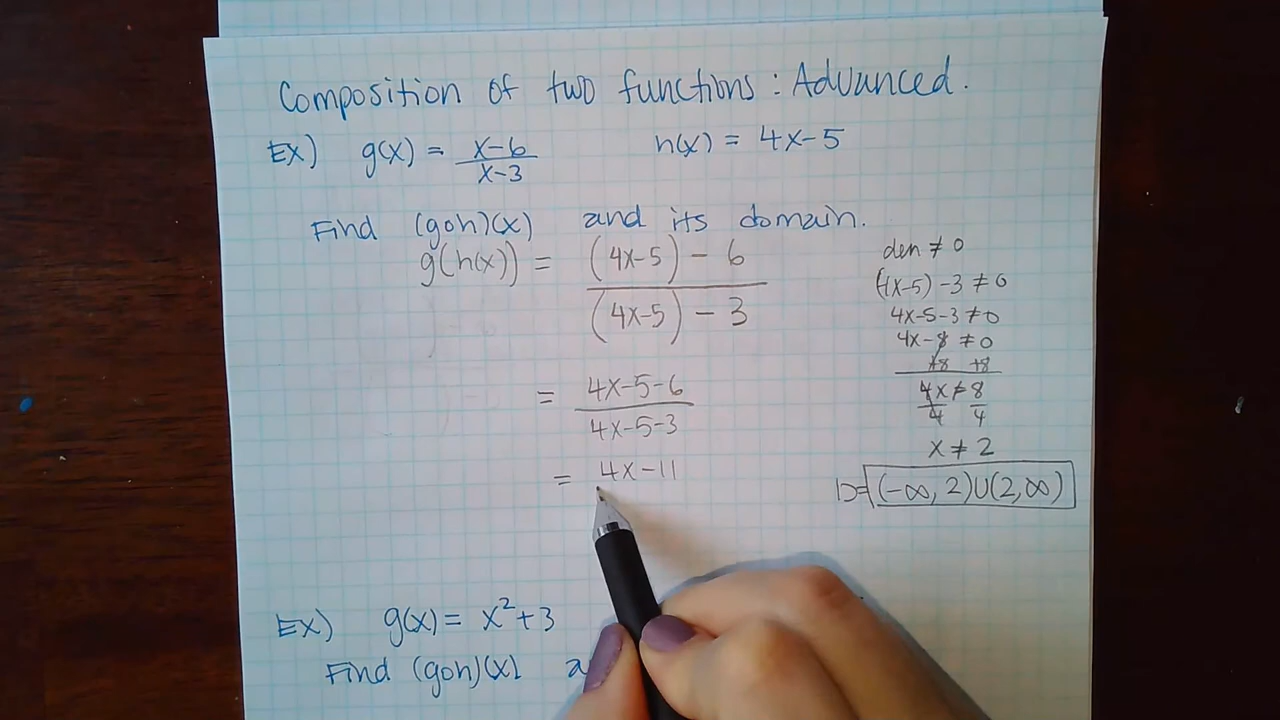 Composition of two functions : Advanced.
EX) g(x) = x-6 / x-3 h(x) = 4x-5
Find (goh)(x) and its domain.
g(h(x)) = (4x-5) - 6 / (4x-5) - 3
= 4x-5-6 / 4x-5-3
= 4x-11
den ≠ 0
(4x-5) -3 ≠ 0
4x-5-3 ≠ 0
4x-8 ≠ 0
+8 +8
4x ≠ 8
4 4
x ≠ 2
D= (-∞, 2)U(2,∞)
EX) g(x) = x²+3
Find (goh)(x)